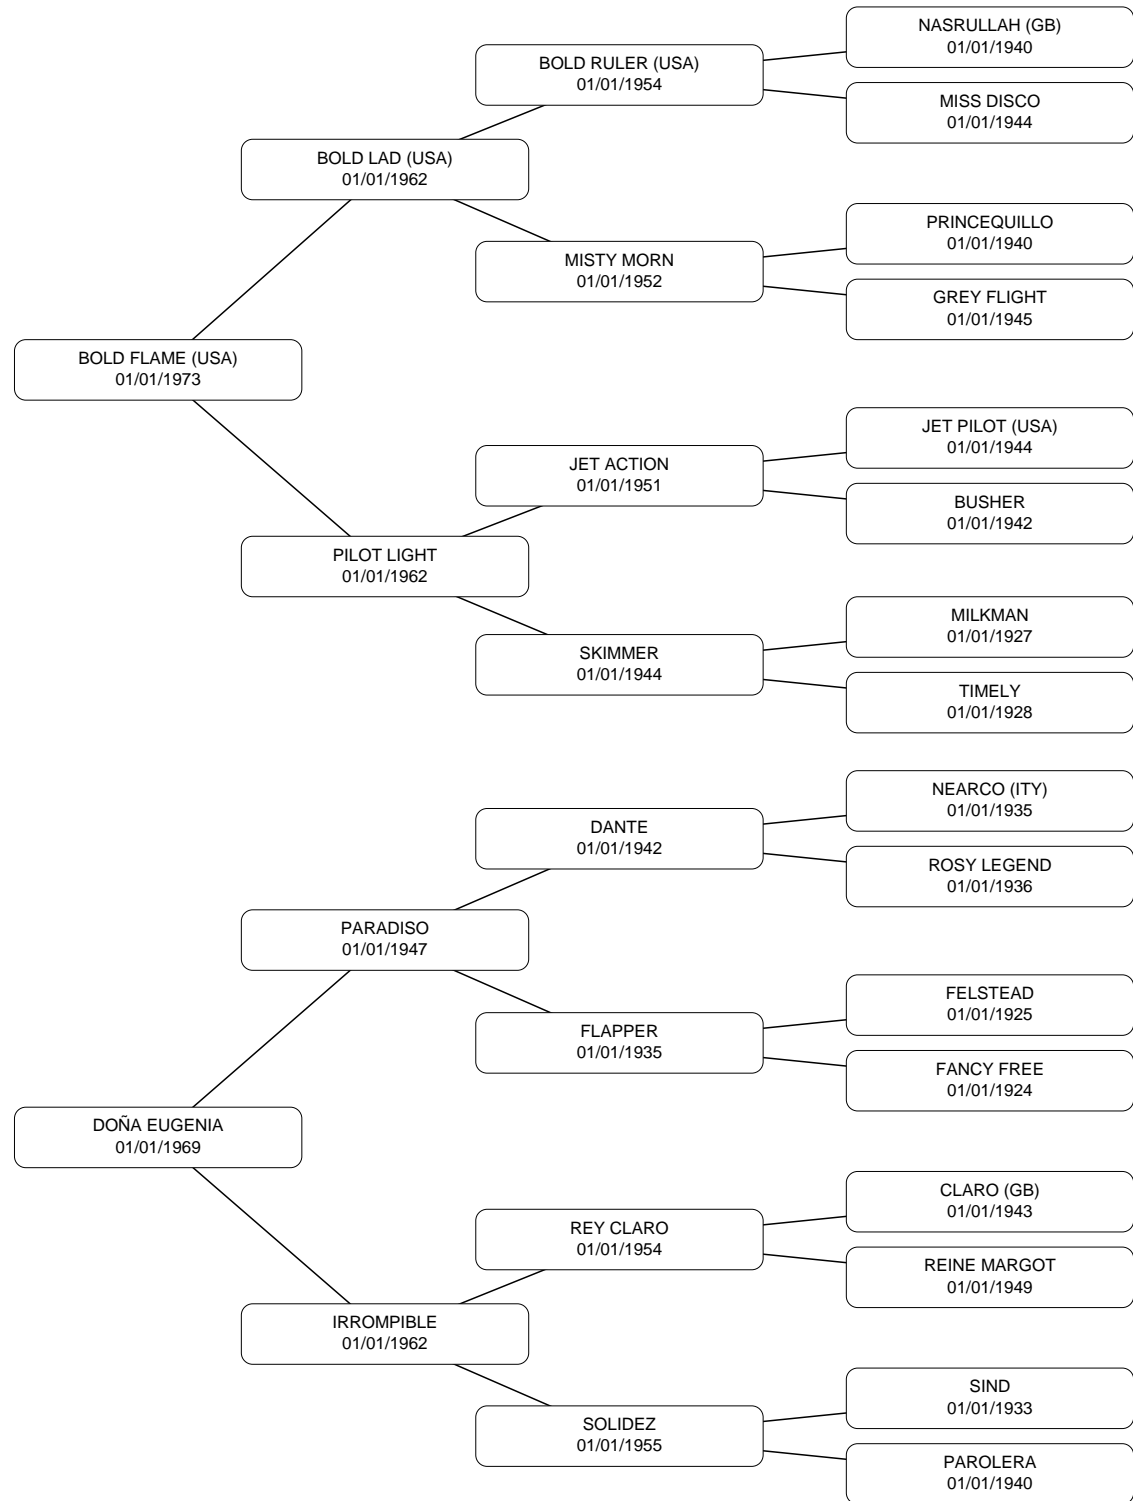 NASRULLAH (GB)
01/01/1940
BOLD RULER (USA)
01/01/1954
MISS DISCO
01/01/1944
BOLD LAD (USA)
01/01/1962
PRINCEQUILLO
01/01/1940
MISTY MORN
01/01/1952
GREY FLIGHT
01/01/1945
BOLD FLAME (USA)
01/01/1973
JET PILOT (USA)
01/01/1944
JET ACTION
01/01/1951
BUSHER
01/01/1942
PILOT LIGHT
01/01/1962
MILKMAN
01/01/1927
SKIMMER
01/01/1944
TIMELY
01/01/1928
NEARCO (ITY)
01/01/1935
DANTE
01/01/1942
ROSY LEGEND
01/01/1936
PARADISO
01/01/1947
FELSTEAD
01/01/1925
FLAPPER
01/01/1935
FANCY FREE
01/01/1924
DOÑA EUGENIA
01/01/1969
CLARO (GB)
01/01/1943
REY CLARO
01/01/1954
REINE MARGOT
01/01/1949
IRROMPIBLE
01/01/1962
SIND
01/01/1933
SOLIDEZ
01/01/1955
PAROLERA
01/01/1940